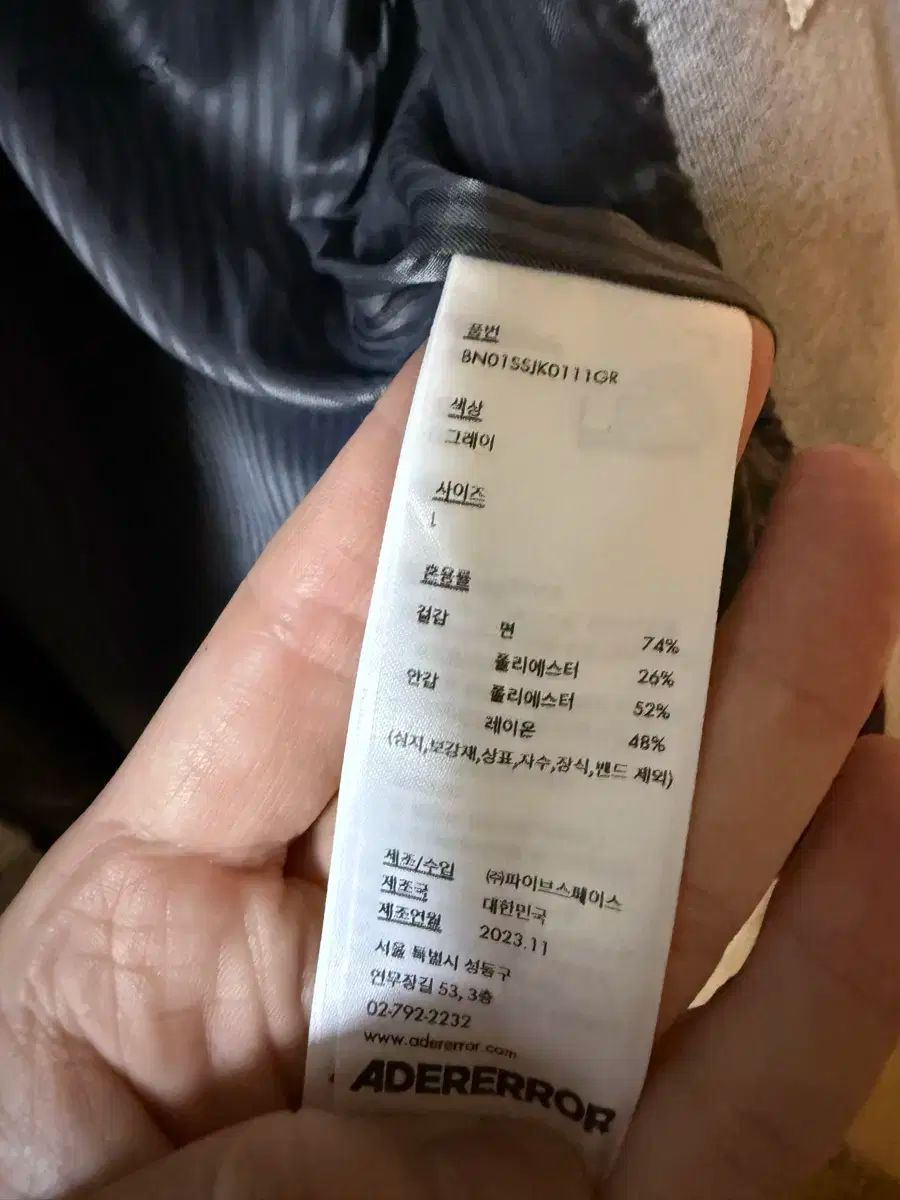 품번
BN01SSJK0111GR
색상
그레이
사이즈
L
혼용률
겉감 면 74%
폴리에스터 26%
안감 폴리에스터 52%
레이온 48%
(심지,보강재,상표,자수,장식,밴드 제외)
제조/수입 ㈜파이브스페이스
제조국 대한민국
제조연월 2023.11
서울 특별시 성동구
연무장길 53, 3층
02-792-2232
www.adererror.com
ADERERROR